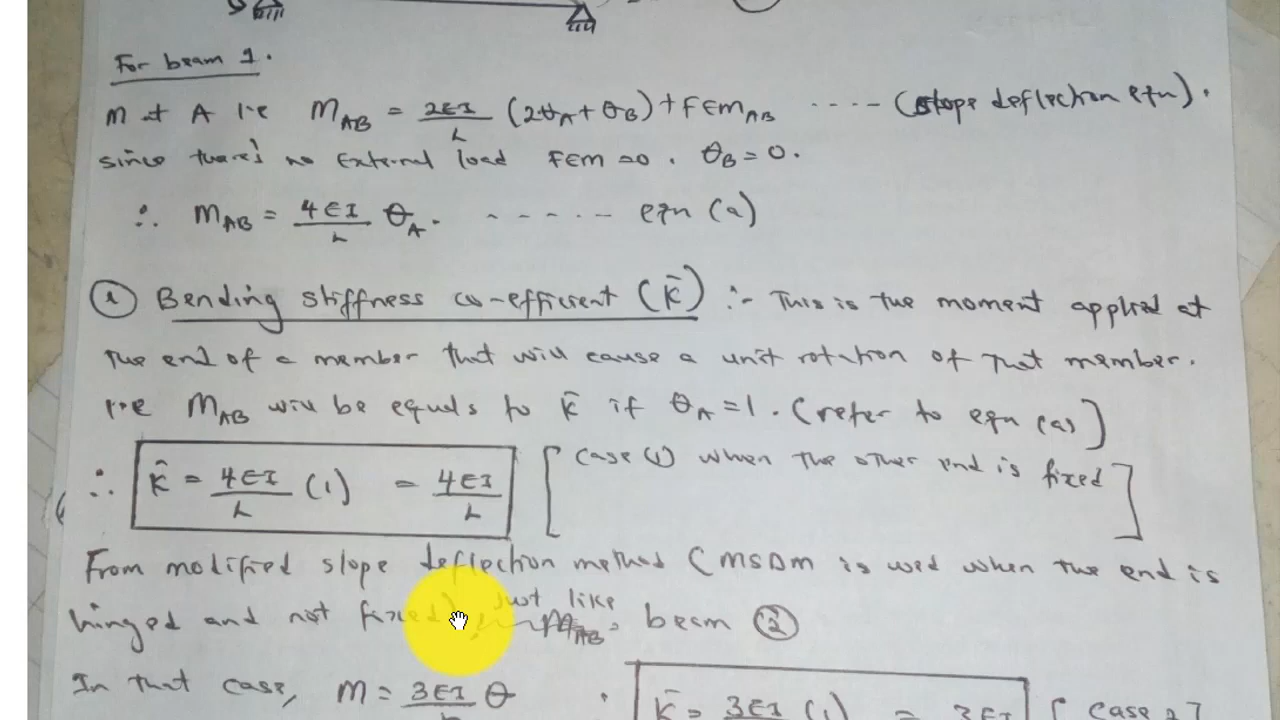 For beam 1.
M at A i.e M_AB = 2EI/L (2θ_A + θ_B) + FEM_AB ---- (slope deflection eqn).
since there's no External load FEM = 0. θ_B = 0.
∴ M_AB = 4EI/L θ_A. ------ eqn (a)
① Bending stiffness co-efficient (k̄) :- This is the moment applied at
the end of a member that will cause a unit rotation of that member.
i.e M_AB will be equals to k̄ if θ_A = 1. (refer to eqn (a))
∴ k̄ = 4EI/L (1) = 4EI/L [case (1) when the other end is fixed]
From modified slope deflection method (MSDM is used when the end is
hinged and not fixed), just like beam ②
In that case, M = 3EI/L θ ∴ k̄ = 3EI (1) = 3EI [case 2]